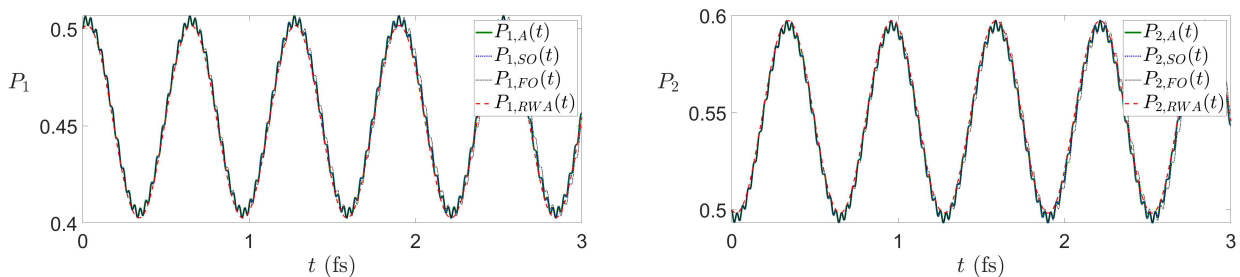 0.5
0.45
0.4
P1
0 1 2 3
t (fs)
P1,A(t)
P1,SO(t)
P1,FO(t)
P1,RWA(t)
0.6
0.55
0.5
P2
0 1 2 3
t (fs)
P2,A(t)
P2,SO(t)
P2,FO(t)
P2,RWA(t)